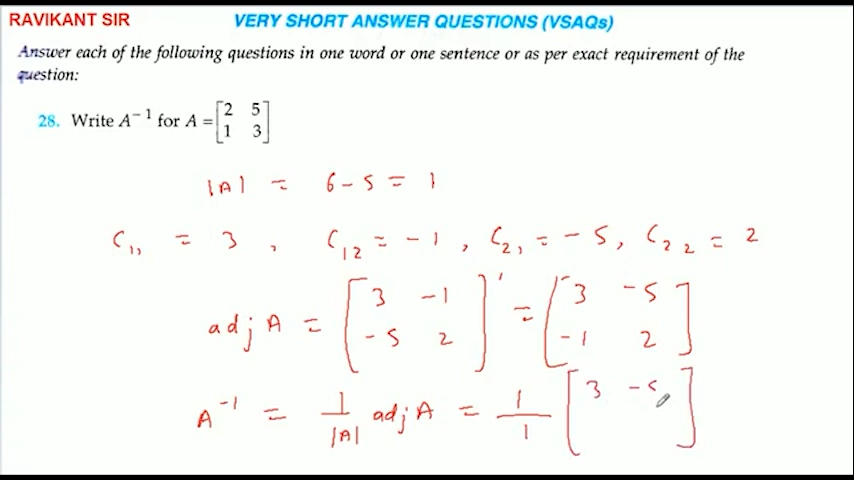 RAVIKANT SIR
VERY SHORT ANSWER QUESTIONS (VSAQs)
Answer each of the following questions in one word or one sentence or as per exact requirement of the
question:
28. Write A⁻¹ for A = [2 5; 1 3]
|A| = 6 - 5 = 1
C₁₁ = 3, C₁₂ = -1, C₂₁ = -5, C₂₂ = 2
adj A = [3 -1; -5 2]' = [3 -5; -1 2]
A⁻¹ = 1/|A| adj A = 1/1 [3 -5]